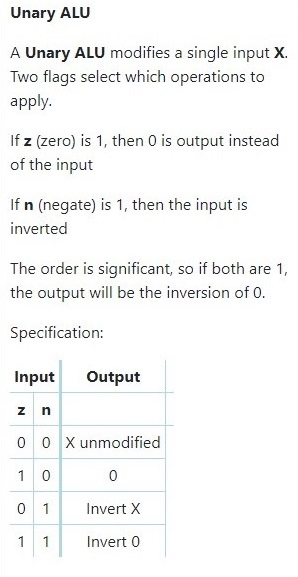 Unary ALU
A Unary ALU modifies a single input X.
Two flags select which operations to
apply.
If z (zero) is 1, then 0 is output instead
of the input
If n (negate) is 1, then the input is
inverted
The order is significant, so if both are 1,
the output will be the inversion of 0.
Specification:
Input Output
z n
0 0 X unmodified
1 0 0
0 1 Invert X
1 1 Invert 0